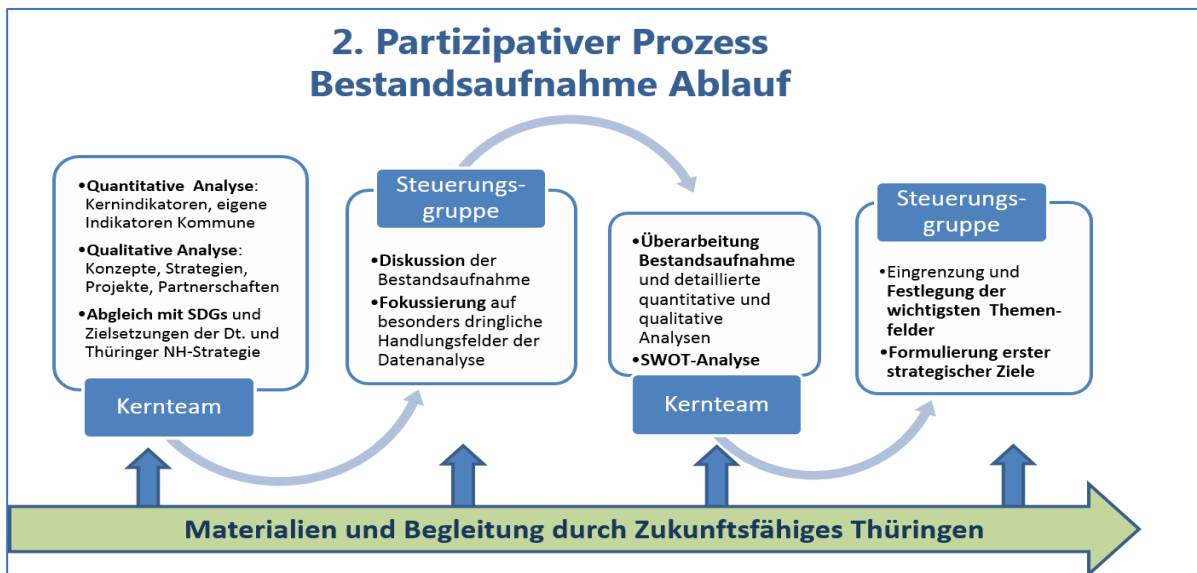 2. Partizipativer Prozess
Bestandsaufnahme Ablauf
•Quantitative Analyse:
Kernindikatoren, eigene
Indikatoren Kommune
•Qualitative Analyse:
Konzepte, Strategien,
Projekte, Partnerschaften
•Abgleich mit SDGs und
Zielsetzungen der Dt. und
Thüringer NH-Strategie
Kernteam
Steuerungs-
gruppe
•Diskussion der
Bestandsaufnahme
•Fokussierung auf
besonders dringliche
Handlungsfelder der
Datenanalyse
•Überarbeitung
Bestandsaufnahme
und detaillierte
quantitative und
qualitative
Analysen
•SWOT-Analyse
Kernteam
Steuerungs-
gruppe
•Eingrenzung und
Festlegung der
wichtigsten Themen-
felder
•Formulierung erster
strategischer Ziele
Materialien und Begleitung durch Zukunftsfähiges Thüringen